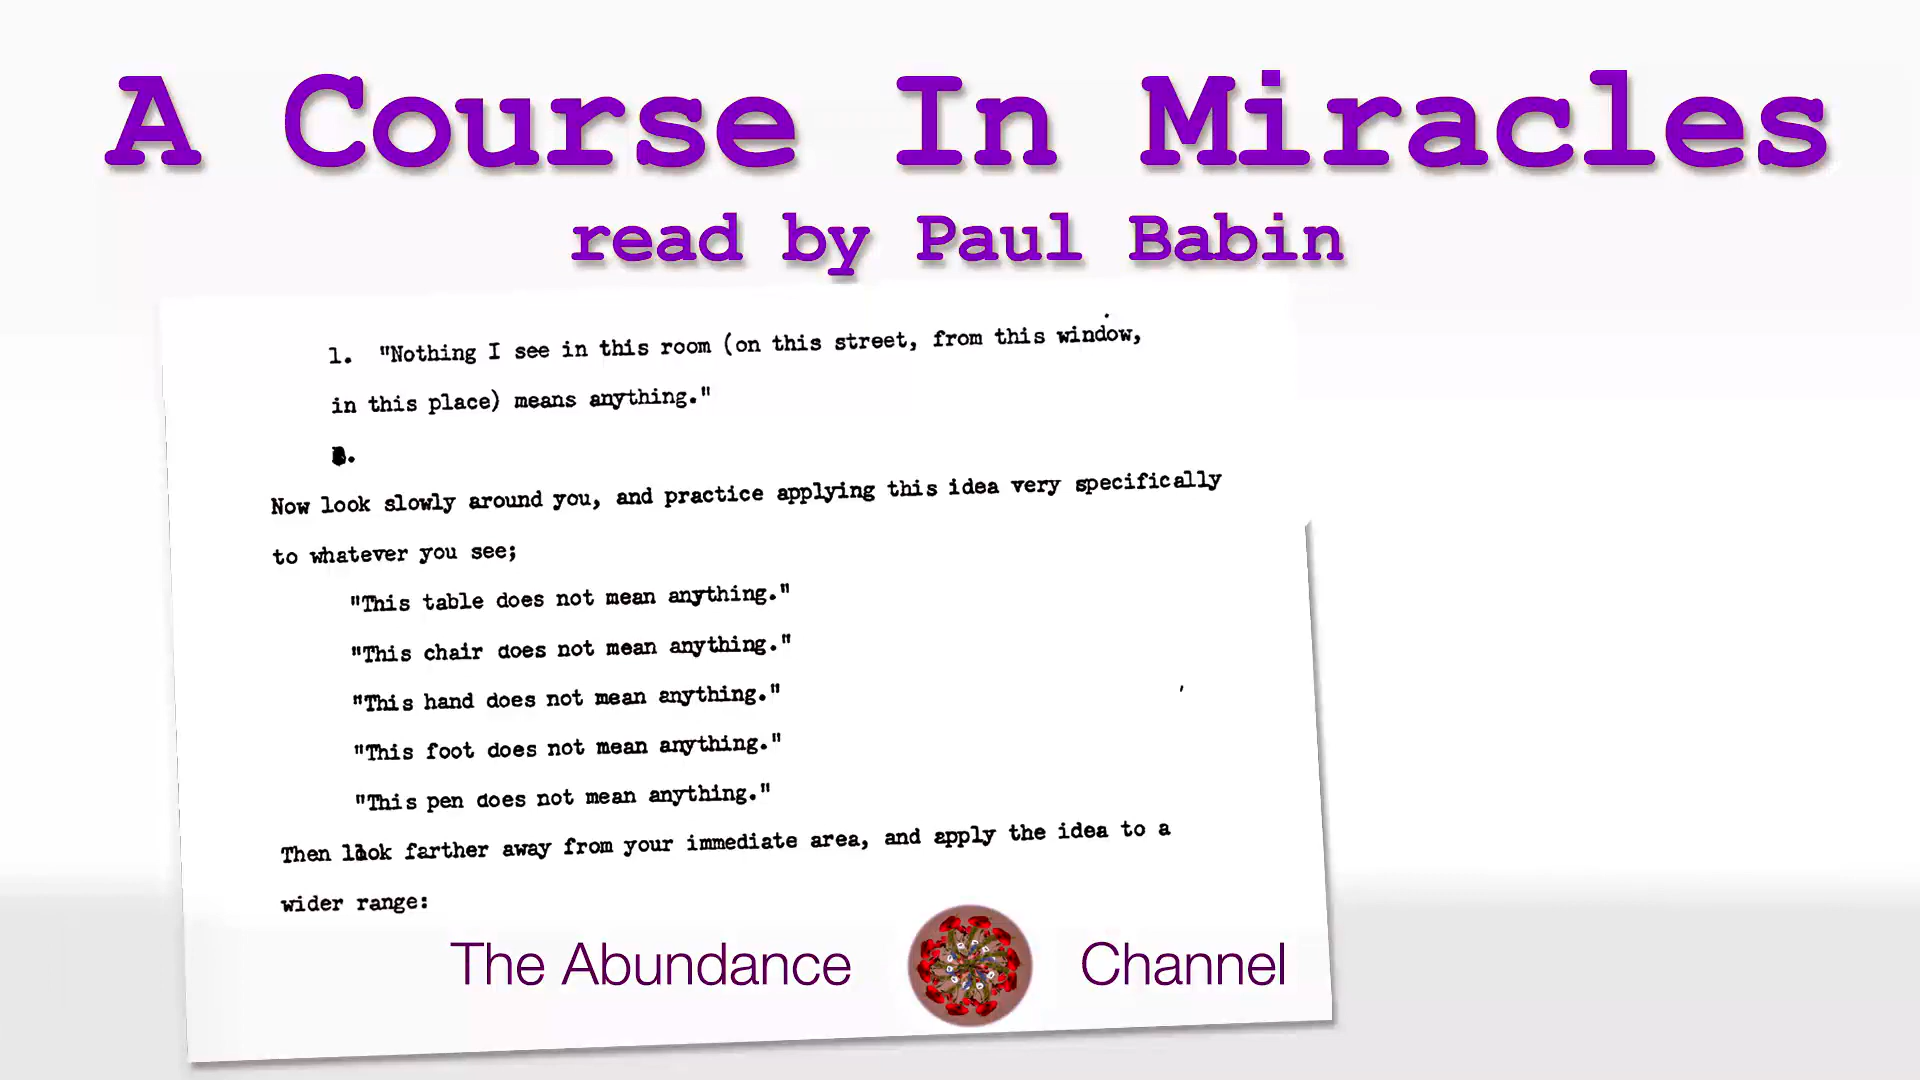 A Course In Miracles
read by Paul Babin
1. "Nothing I see in this room (on this street, from this window,
in this place) means anything."
Now look slowly around you, and practice applying this idea very specifically
to whatever you see;
"This table does not mean anything."
"This chair does not mean anything."
"This hand does not mean anything."
"This foot does not mean anything."
"This pen does not mean anything."
Then look farther away from your immediate area, and apply the idea to a
wider range:
The Abundance Channel